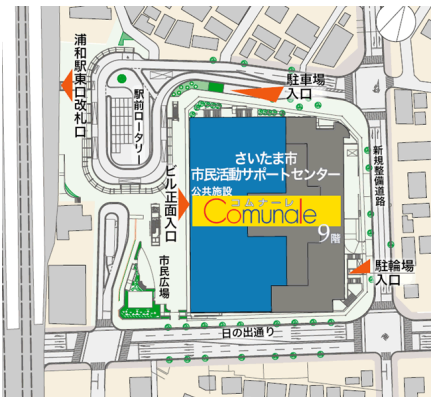 浦和駅東口改札口
駅前ロータリー
駐車場
入口
さいたま市
市民活動サポートセンター
公共施設
コムナーレ
Comunale
9階
ビル正面入口
新規整備道路
市民広場
駐輪場
入口
日の出通り